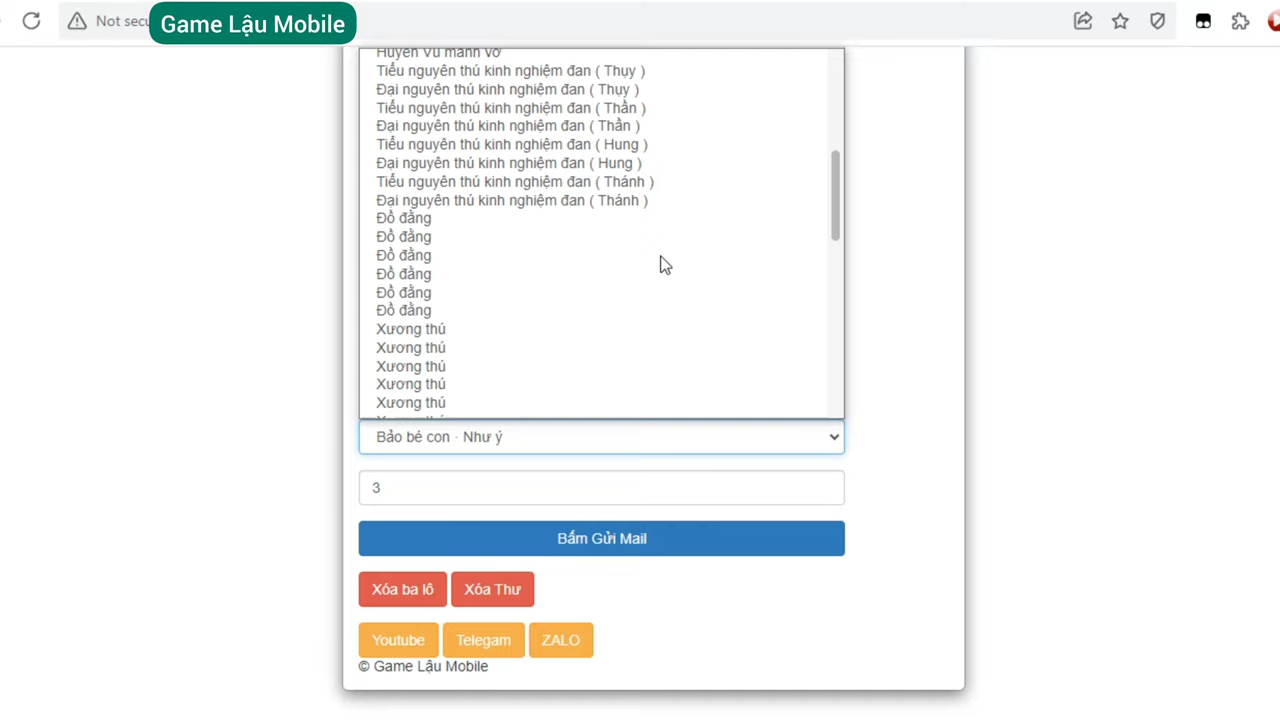 Not secu
Game Lậu Mobile
Huyền Vũ mảnh vỡ
Tiểu nguyên thú kinh nghiệm đan ( Thụy )
Đại nguyên thú kinh nghiệm đan ( Thụy )
Tiểu nguyên thú kinh nghiệm đan ( Thần )
Đại nguyên thú kinh nghiệm đan ( Thần )
Tiểu nguyên thú kinh nghiệm đan ( Hung )
Đại nguyên thú kinh nghiệm đan ( Hung )
Tiểu nguyên thú kinh nghiệm đan ( Thánh )
Đại nguyên thú kinh nghiệm đan ( Thánh )
Đồ đằng
Đồ đằng
Đồ đằng
Đồ đằng
Đồ đằng
Đồ đằng
Xương thú
Xương thú
Xương thú
Xương thú
Xương thú
Bảo bé con · Như ý
3
Bấm Gửi Mail
Xóa ba lô
Xóa Thư
Youtube
Telegam
ZALO
© Game Lậu Mobile